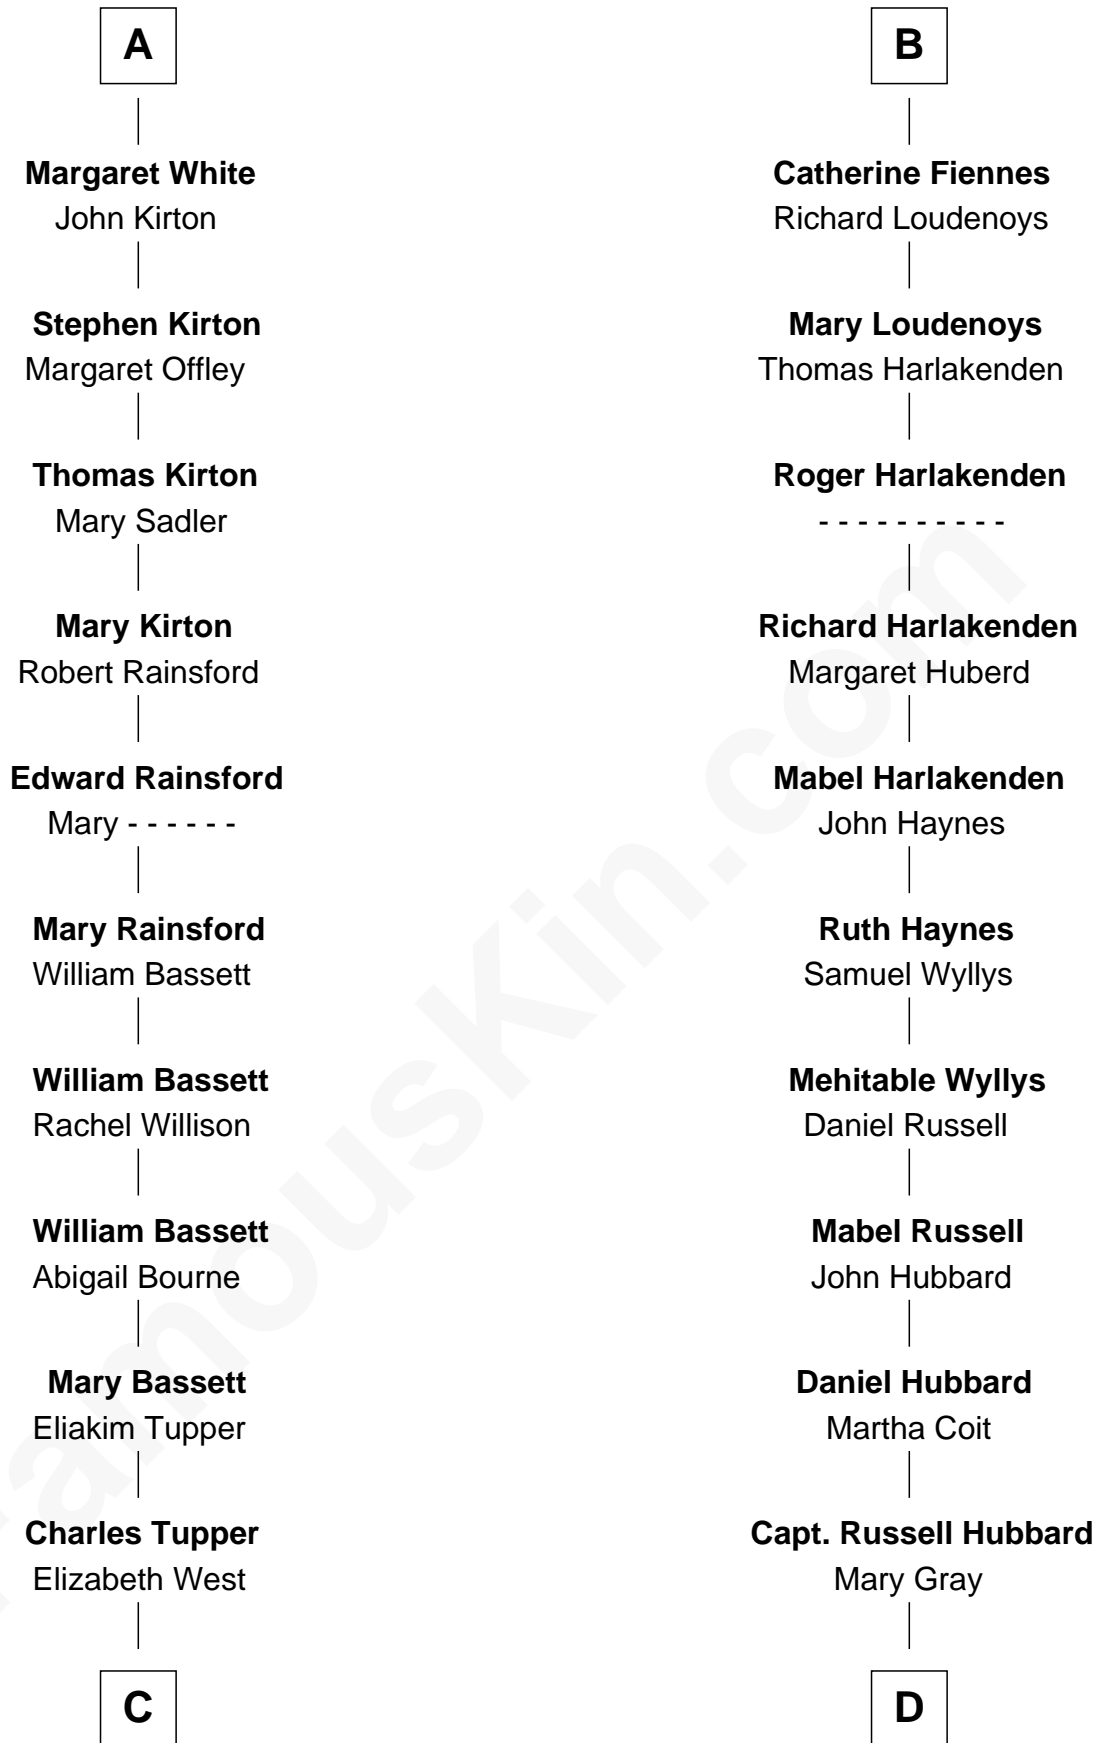 A
Margaret White
John Kirton
Stephen Kirton
Margaret Offley
Thomas Kirton
Mary Sadler
Mary Kirton
Robert Rainsford
Edward Rainsford
Mary - - - - - -
Mary Rainsford
William Bassett
William Bassett
Rachel Willison
William Bassett
Abigail Bourne
Mary Bassett
Eliakim Tupper
Charles Tupper
Elizabeth West
C
B
Catherine Fiennes
Richard Loudenoys
Mary Loudenoys
Thomas Harlakenden
Roger Harlakenden
- - - - - - - - - -
Richard Harlakenden
Margaret Huberd
Mabel Harlakenden
John Haynes
Ruth Haynes
Samuel Wyllys
Mehitable Wyllys
Daniel Russell
Mabel Russell
John Hubbard
Daniel Hubbard
Martha Coit
Capt. Russell Hubbard
Mary Gray
D
FamousKin.com